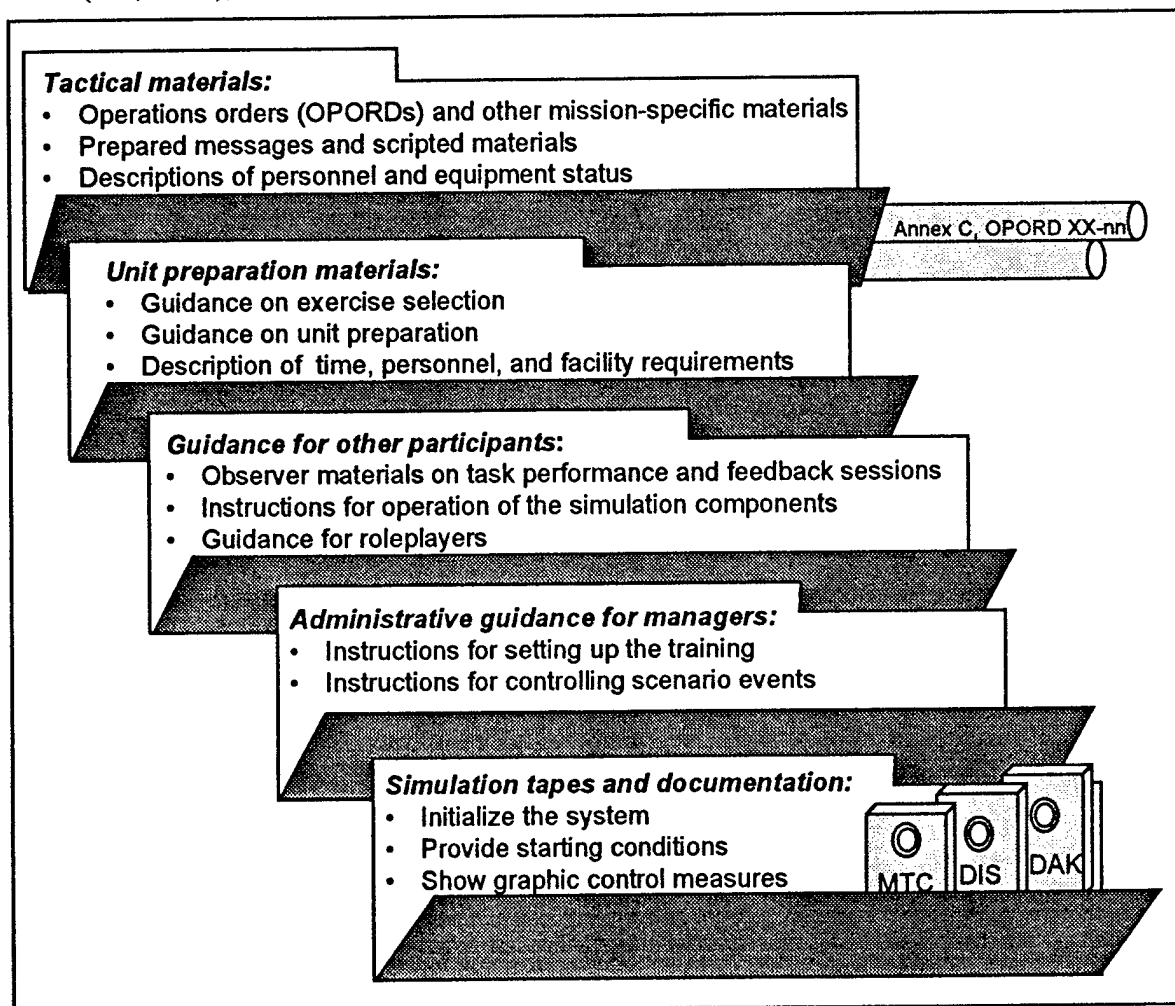 Tactical materials:
• Operations orders (OPORDs) and other mission-specific materials
• Prepared messages and scripted materials
• Descriptions of personnel and equipment status
Annex C, OPORD XX-nn
Unit preparation materials:
• Guidance on exercise selection
• Guidance on unit preparation
• Description of time, personnel, and facility requirements
Guidance for other participants:
• Observer materials on task performance and feedback sessions
• Instructions for operation of the simulation components
• Guidance for roleplayers
Administrative guidance for managers:
• Instructions for setting up the training
• Instructions for controlling scenario events
Simulation tapes and documentation:
• Initialize the system
• Provide starting conditions
• Show graphic control measures
MTC
DIS
DAK